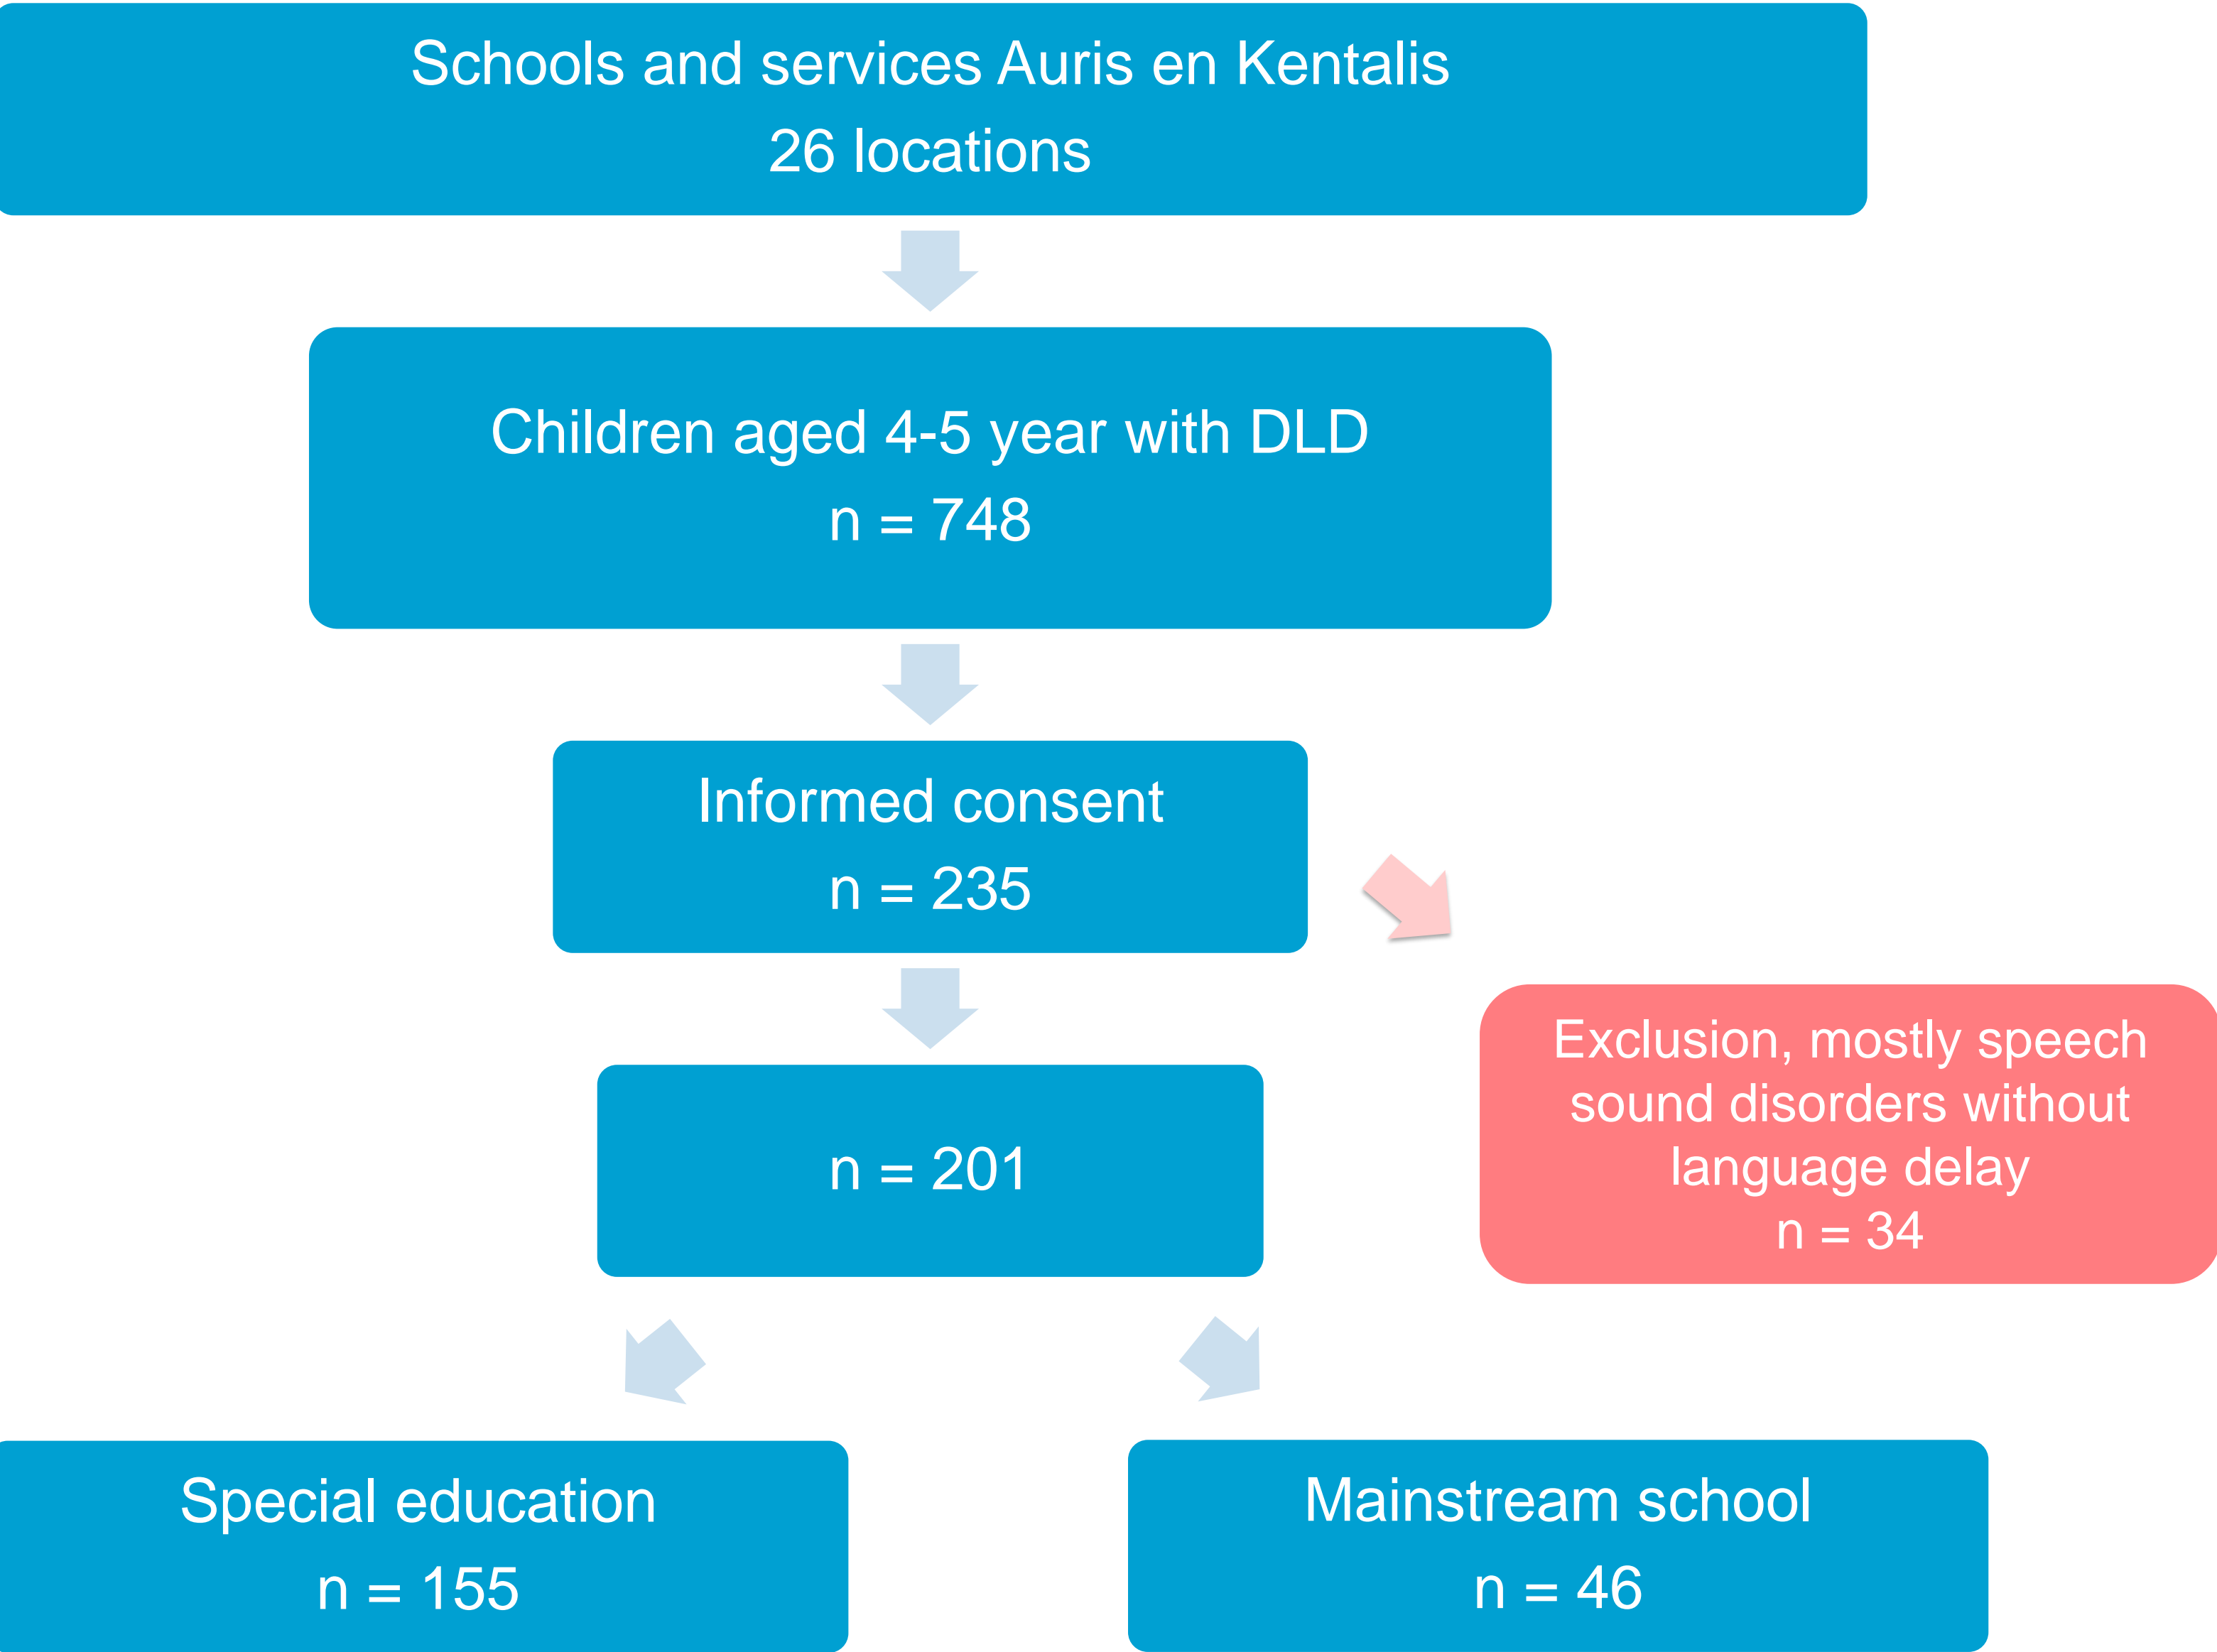 Schools and services Auris en Kentalis
26 locations
Children aged 4-5 year with DLD
n = 748
Informed consent
n = 235
Exclusion, mostly speech
sound disorders without
language delay
n = 34
n = 201
Special education
n = 155
Mainstream school
n = 46